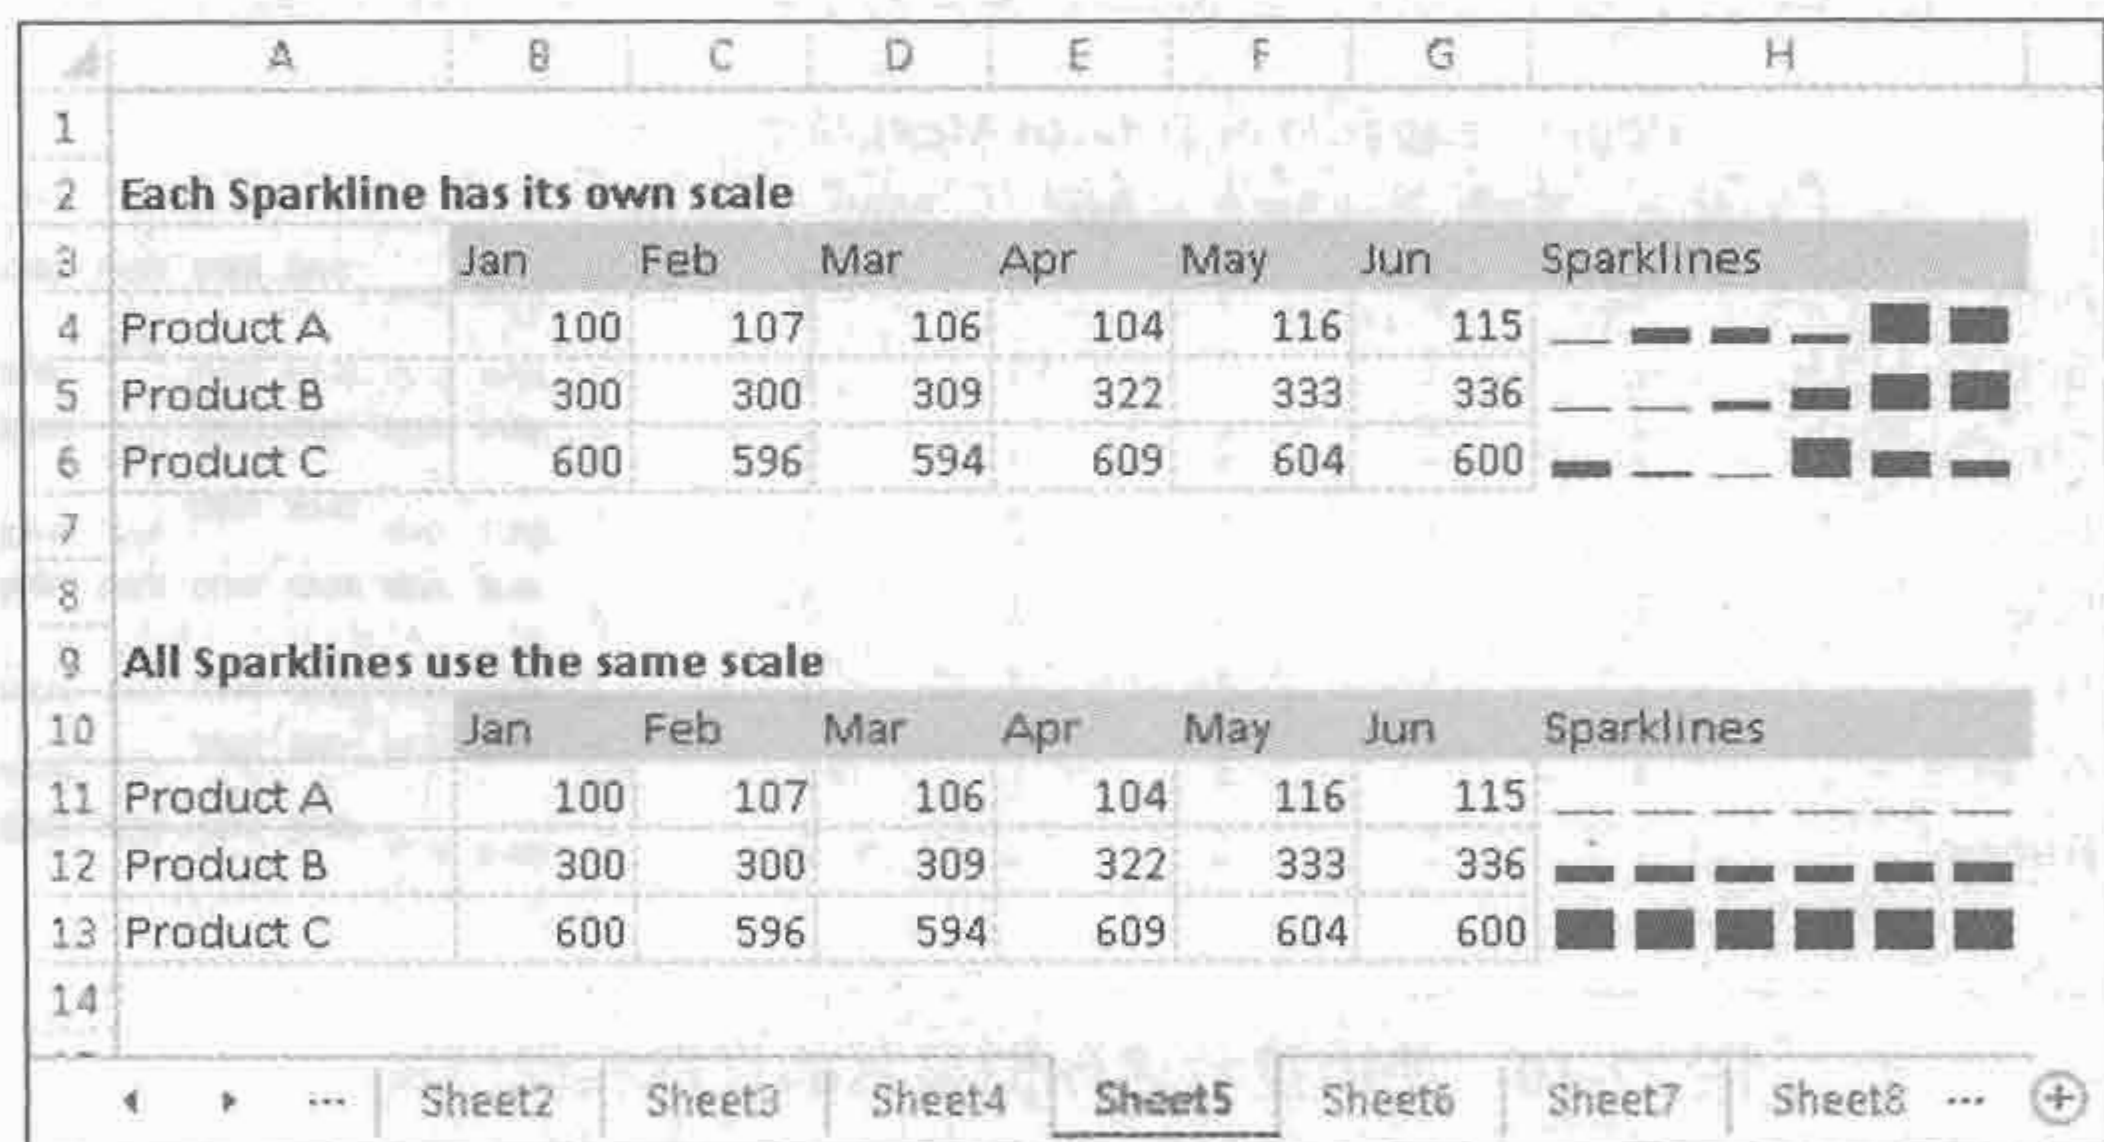 A B C D E F G H
1
2 Each Sparkline has its own scale
3 Jan Feb Mar Apr May Jun Sparklines
4 Product A 100 107 106 104 116 115
5 Product B 300 300 309 322 333 336
6 Product C 600 596 594 609 604 600
7
8
9 All Sparklines use the same scale
10 Jan Feb Mar Apr May Jun Sparklines
11 Product A 100 107 106 104 116 115
12 Product B 300 300 309 322 333 336
13 Product C 600 596 594 609 604 600
14
... Sheet2 Sheet3 Sheet4 Sheet5 Sheet6 Sheet7 Sheet8 ...